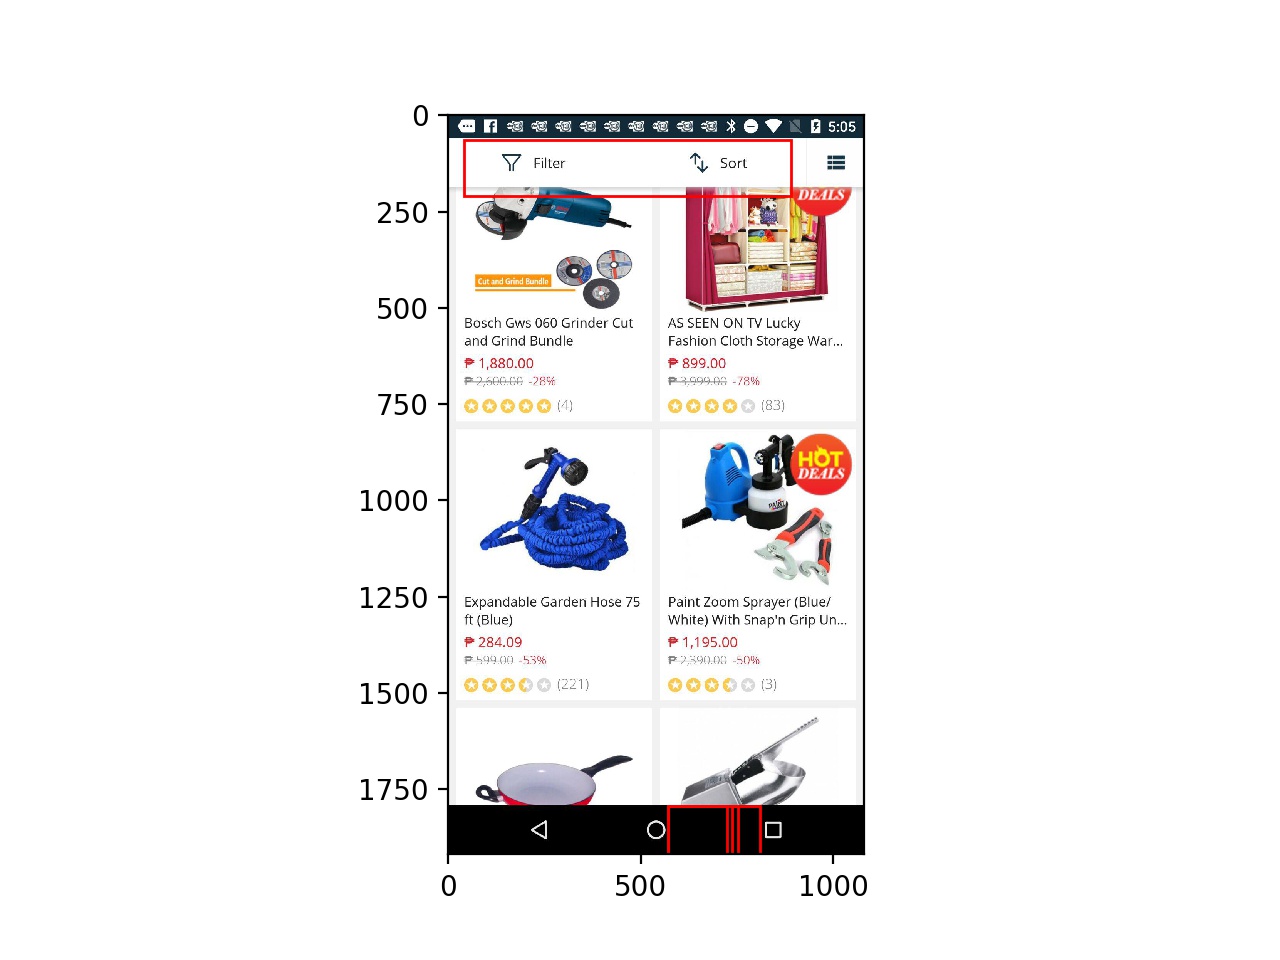 0
5:05
Filter
Sort
DEALS
250
Cut and Grind Bundle
500
Bosch Gws 060 Grinder Cut
and Grind Bundle
₱ 1,880.00
₱ 2,600.00 -28%
(4)
AS SEEN ON TV Lucky
Fashion Cloth Storage War...
₱ 899.00
₱ 3,999.00 -78%
(83)
750
HOT
DEALS
PAINT
1000
1250
Expandable Garden Hose 75
ft (Blue)
₱ 284.09
₱ 599.00 -53%
(221)
Paint Zoom Sprayer (Blue/
White) With Snap'n Grip Un...
₱ 1,195.00
₱ 2,390.00 -50%
(3)
1500
1750
0
500
1000